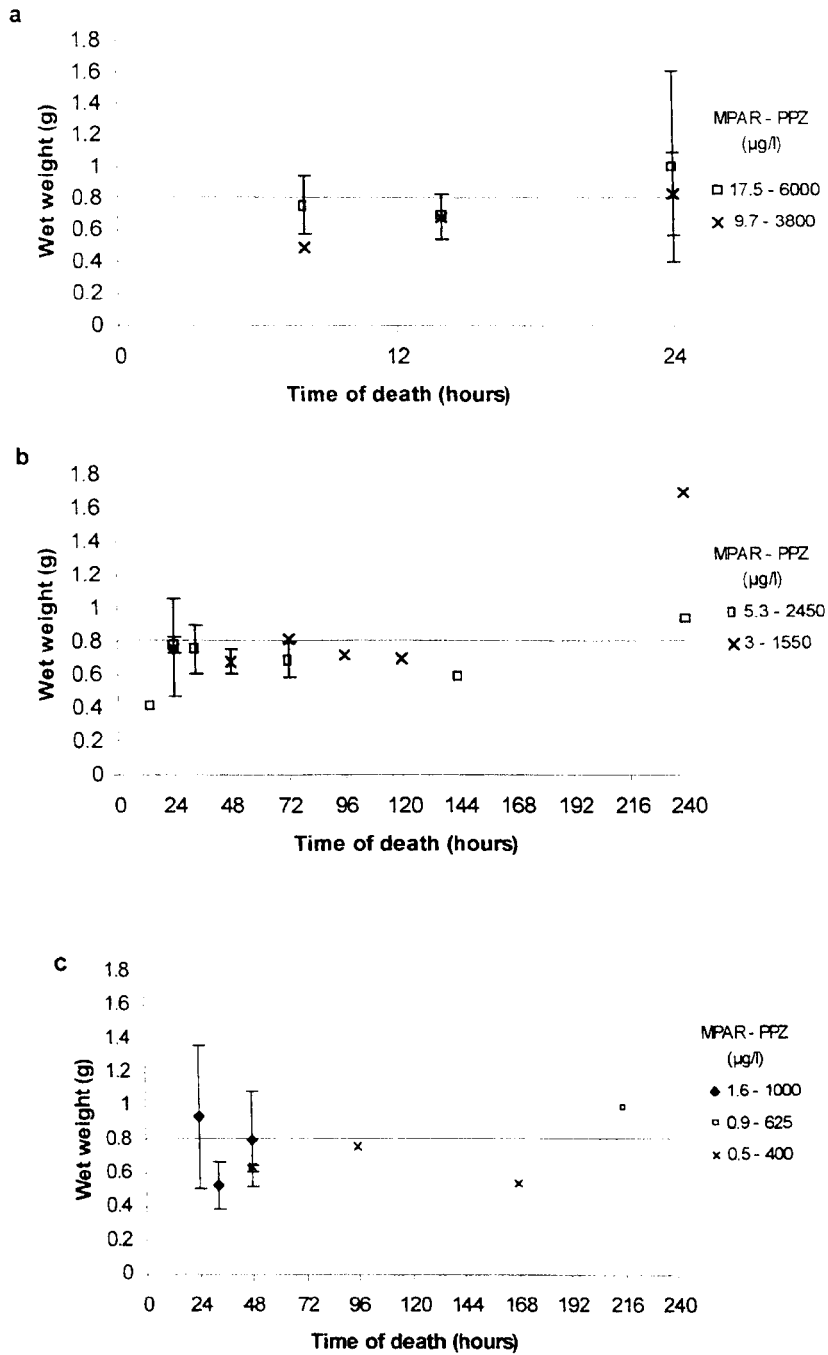 a
1.8
1.6
1.4
1.2
1
0.8
0.6
0.4
0.2
0
Wet weight (g)
0 12 24
Time of death (hours)
MPAR - PPZ
(µg/l)
17.5 - 6000
9.7 - 3800
b
1.8
1.6
1.4
1.2
1
0.8
0.6
0.4
0.2
0
Wet weight (g)
0 24 48 72 96 120 144 168 192 216 240
Time of death (hours)
MPAR - PPZ
(µg/l)
5.3 - 2450
3 - 1550
c
1.8
1.6
1.4
1.2
1
0.8
0.6
0.4
0.2
0
Wet weight (g)
0 24 48 72 96 120 144 168 192 216 240
Time of death (hours)
MPAR - PPZ
(µg/l)
1.6 - 1000
0.9 - 625
0.5 - 400